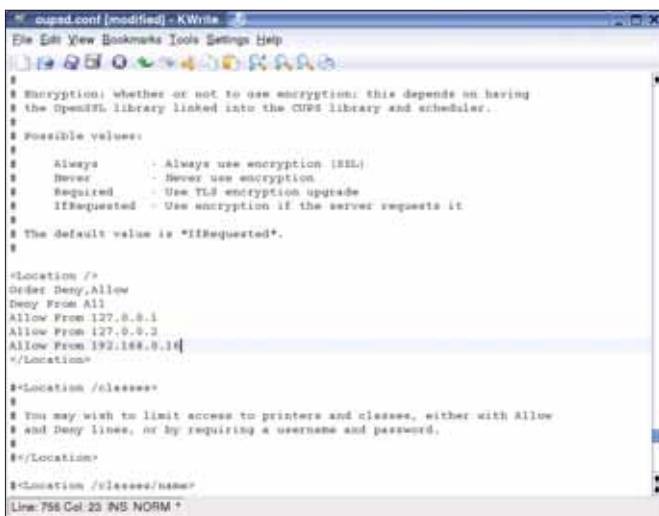 cupsd.conf [modified] - KWrite
File Edit View Bookmarks Tools Settings Help
#
# Encryption: whether or not to use encryption; this depends on having
# the OpenSSL library linked into the CUPS library and scheduler.
#
# Possible values:
#
# Always - Always use encryption (SSL)
# Never - Never use encryption
# Required - Use TLS encryption upgrade
# IfRequested - Use encryption if the server requests it
#
# The default value is "IfRequested".
#
<Location />
Order Deny,Allow
Deny From All
Allow From 127.0.0.1
Allow From 127.0.0.2
Allow From 192.168.0.16
</Location>
#<Location /classes>
#
# You may wish to limit access to printers and classes, either with Allow
# and Deny lines, or by requiring a username and password.
#
#</Location>
#<Location /classes/name>
Line: 756 Col: 23 INS NORM *